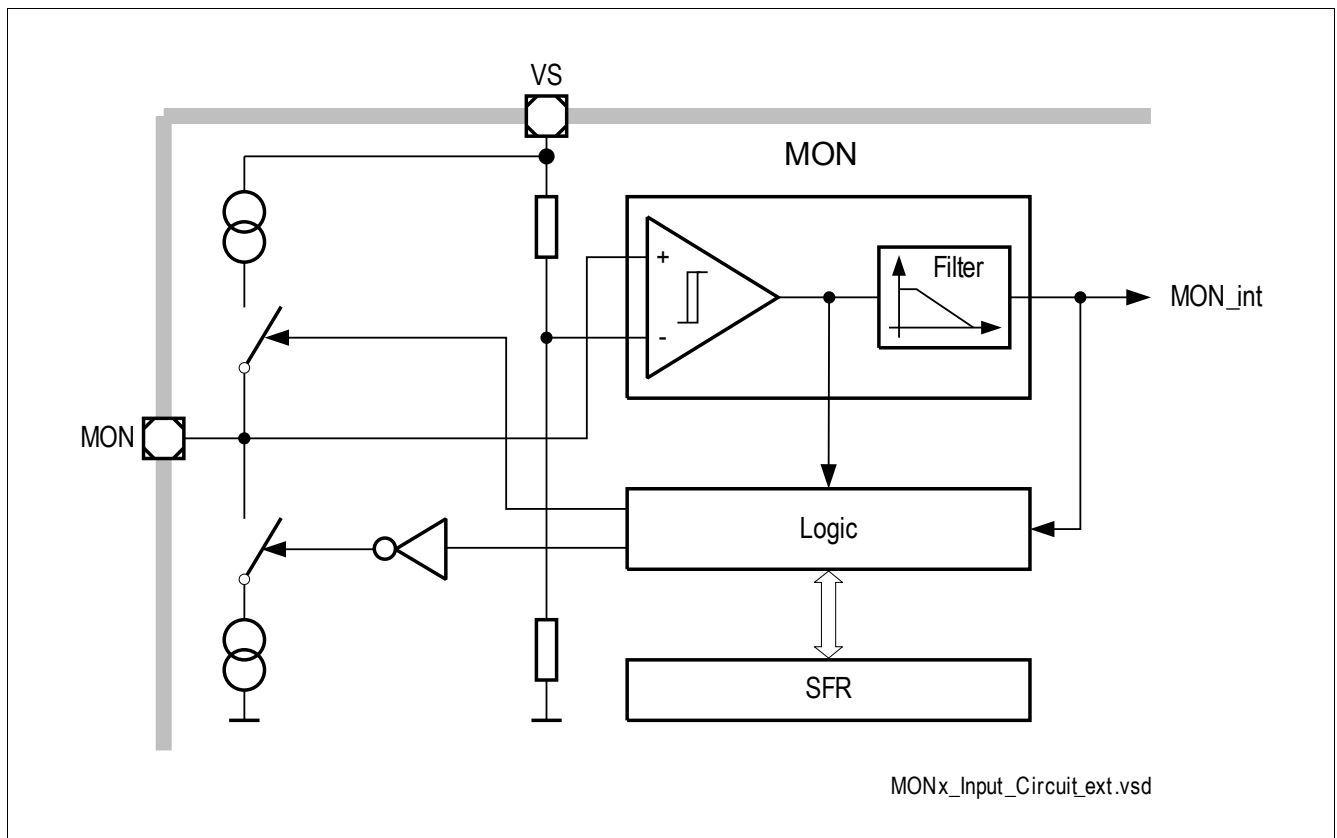 VS
MON
+
Filter
MON_int
-
MON
Logic
SFR
MONx_Input_Circuit_ext.vsd